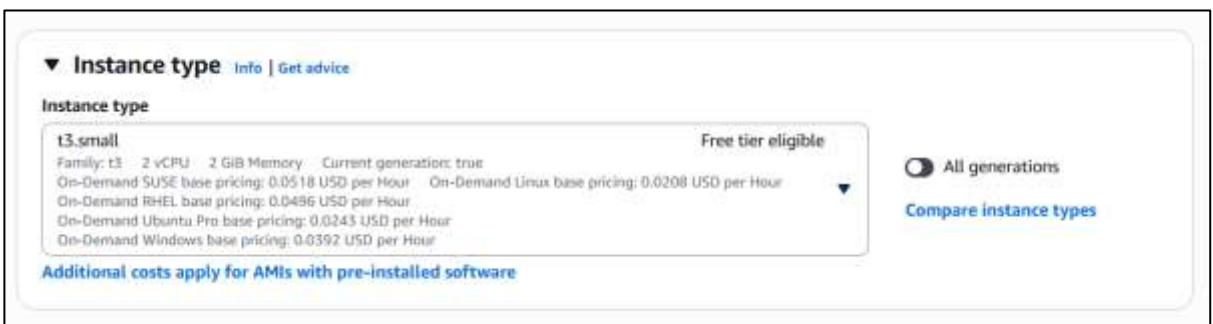 ▼ Instance type Info | Get advice
Instance type
t3.small Free tier eligible
Family: t3 2 vCPU 2 GiB Memory Current generation: true
On-Demand SUSE base pricing: 0.0518 USD per Hour On-Demand Linux base pricing: 0.0208 USD per Hour
On-Demand RHEL base pricing: 0.0496 USD per Hour
On-Demand Ubuntu Pro base pricing: 0.0243 USD per Hour
On-Demand Windows base pricing: 0.0392 USD per Hour
All generations
Compare instance types
Additional costs apply for AMIs with pre-installed software